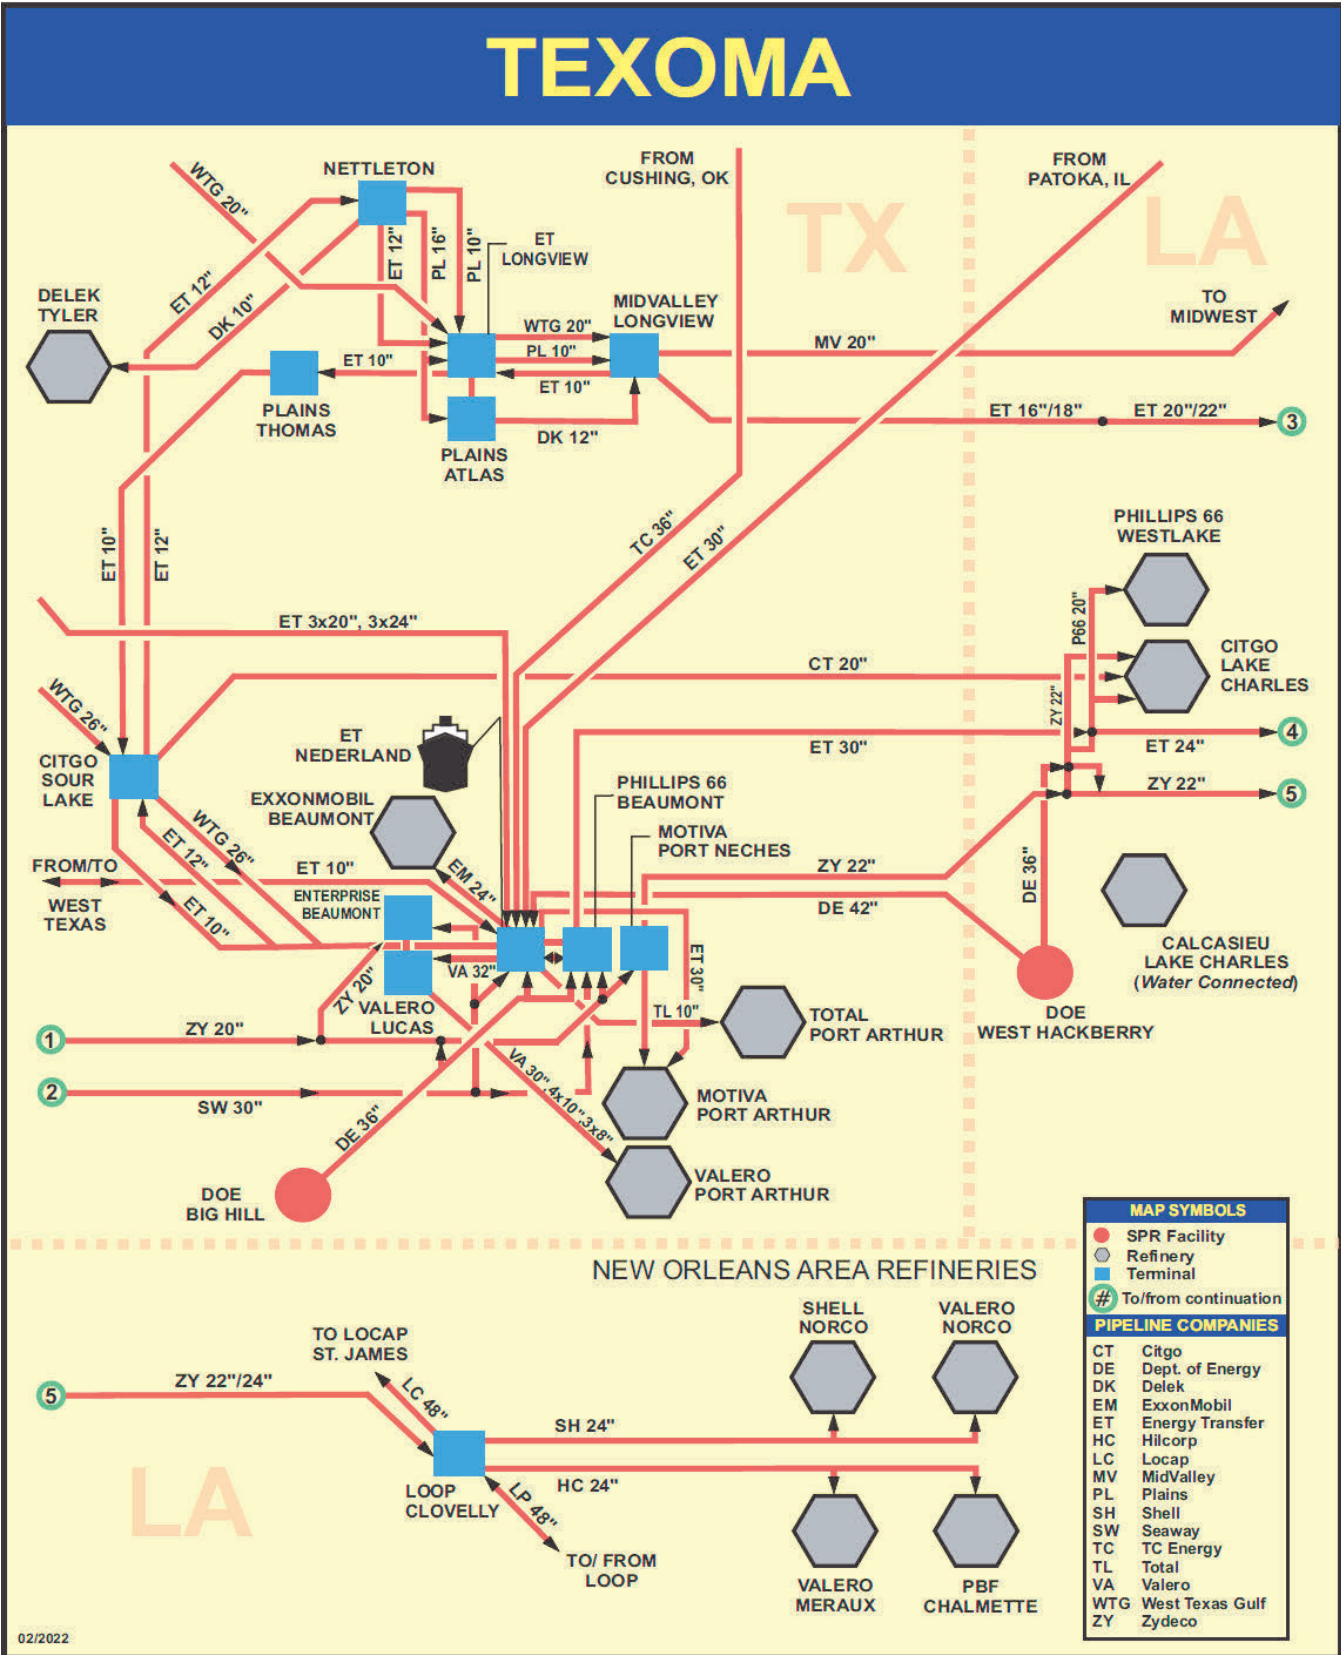 TEXOMA
WTG 20"
NETTLETON
FROM
CUSHING, OK
FROM
PATOKA, IL
TX
LA
ET 12"
PL 16"
PL 10"
ET
LONGVIEW
ET 12"
DK 10"
DELEK
TYLER
MIDVALLEY
LONGVIEW
TO
MIDWEST
WTG 20"
PL 10"
ET 10"
MV 20"
ET 10"
PLAINS
THOMAS
DK 12"
PLAINS
ATLAS
ET 16"/18"
ET 20"/22"
3
ET 10"
ET 12"
TC 36"
ET 30"
PHILLIPS 66
WESTLAKE
P66 20"
ET 3x20", 3x24"
CT 20"
CITGO
LAKE
CHARLES
ZY 22"
WTG 26"
ET
NEDERLAND
ET 30"
ET 24"
4
CITGO
SOUR
LAKE
PHILLIPS 66
BEAUMONT
ZY 22"
5
EXXONMOBIL
BEAUMONT
MOTIVA
PORT NECHES
WTG 26"
ET 12"
FROM/TO
WEST
TEXAS
ET 10"
EM 24"
ZY 22"
DE 42"
DE 36"
ENTERPRISE
BEAUMONT
ET 10"
ET 30"
CALCASIEU
LAKE CHARLES
(Water Connected)
VA 32"
ZY 20"
VALERO
LUCAS
TL 10"
TOTAL
PORT ARTHUR
DOE
WEST HACKBERRY
1
ZY 20"
2
SW 30"
VA 30",4x10",3x8"
MOTIVA
PORT ARTHUR
DE 36"
VALERO
PORT ARTHUR
DOE
BIG HILL
NEW ORLEANS AREA REFINERIES
TO LOCAP
ST. JAMES
SHELL
NORCO
VALERO
NORCO
5
ZY 22"/24"
LC 48"
SH 24"
HC 24"
LOOP
CLOVELLY
LP 48"
LA
TO/ FROM
LOOP
VALERO
MERAUX
PBF
CHALMETTE
MAP SYMBOLS
SPR Facility
Refinery
Terminal
# To/from continuation
PIPELINE COMPANIES
CT Citgo
DE Dept. of Energy
DK Delek
EM ExxonMobil
ET Energy Transfer
HC Hilcorp
LC Locap
MV MidValley
PL Plains
SH Shell
SW Seaway
TC TC Energy
TL Total
VA Valero
WTG West Texas Gulf
ZY Zydeco
02/2022